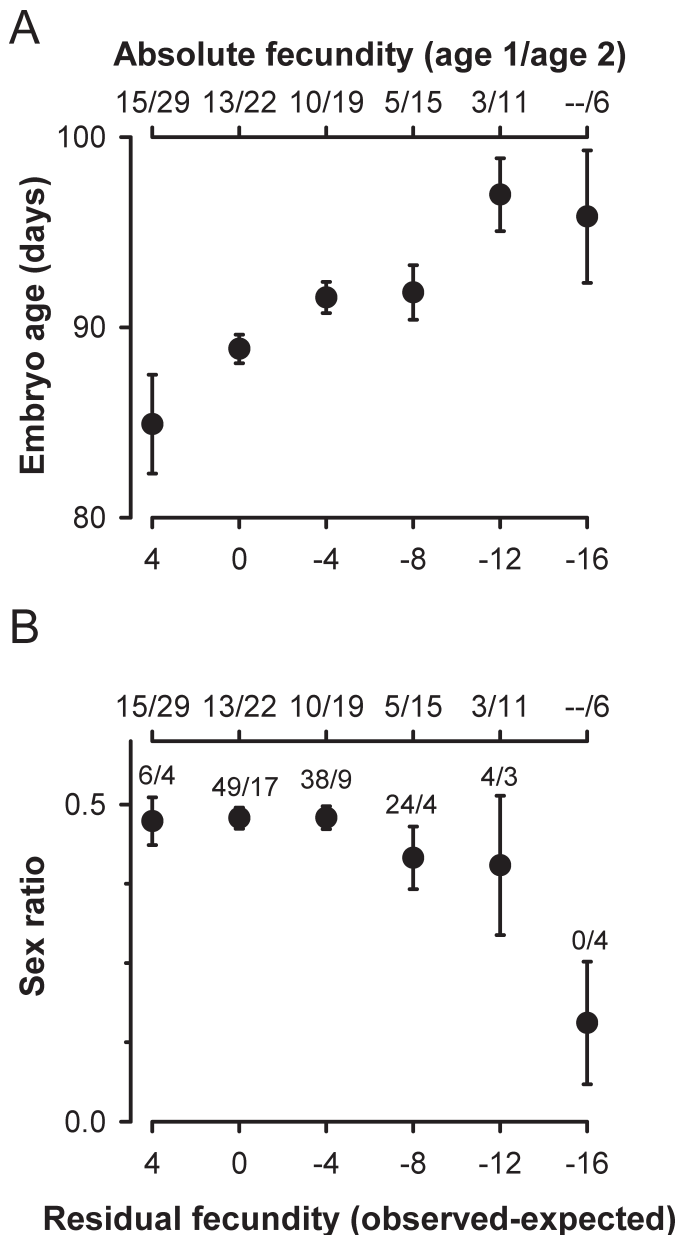 A
Absolute fecundity (age 1/age 2)
15/29 13/22 10/19 5/15 3/11 --/6
100
90
80
Embryo age (days)
4 0 -4 -8 -12 -16
B
15/29 13/22 10/19 5/15 3/11 --/6
6/4 49/17 38/9 24/4 4/3 0/4
0.5
0.0
Sex ratio
4 0 -4 -8 -12 -16
Residual fecundity (observed-expected)